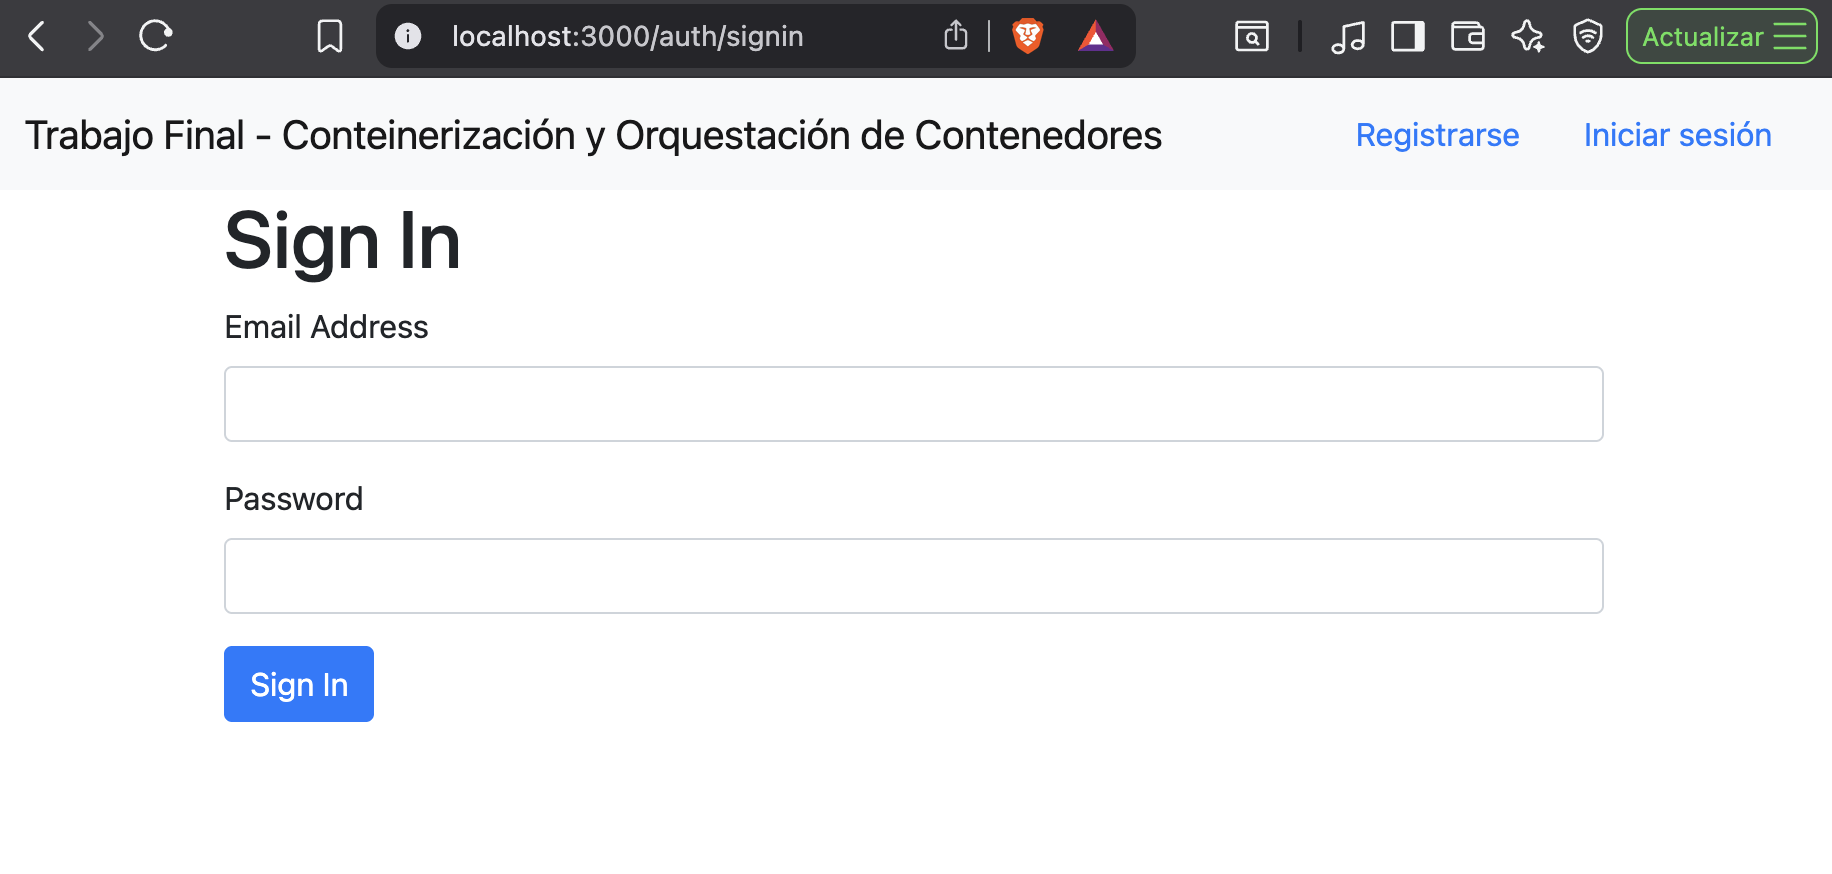 localhost:3000/auth/signin
Actualizar
Trabajo Final - Conteinerización y Orquestación de Contenedores
Registrarse
Iniciar sesión
Sign In
Email Address
Password
Sign In